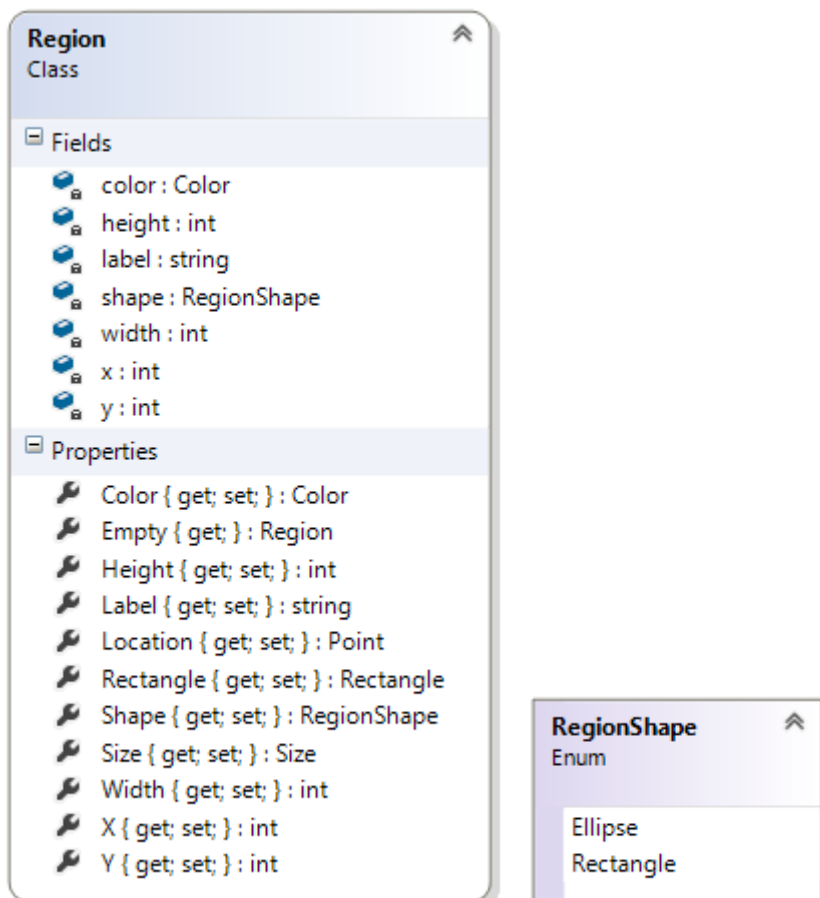 Region
Class
Fields
color : Color
height : int
label : string
shape : RegionShape
width : int
x : int
y : int
Properties
Color { get; set; } : Color
Empty { get; } : Region
Height { get; set; } : int
Label { get; set; } : string
Location { get; set; } : Point
Rectangle { get; set; } : Rectangle
Shape { get; set; } : RegionShape
Size { get; set; } : Size
Width { get; set; } : int
X { get; set; } : int
Y { get; set; } : int
RegionShape
Enum
Ellipse
Rectangle